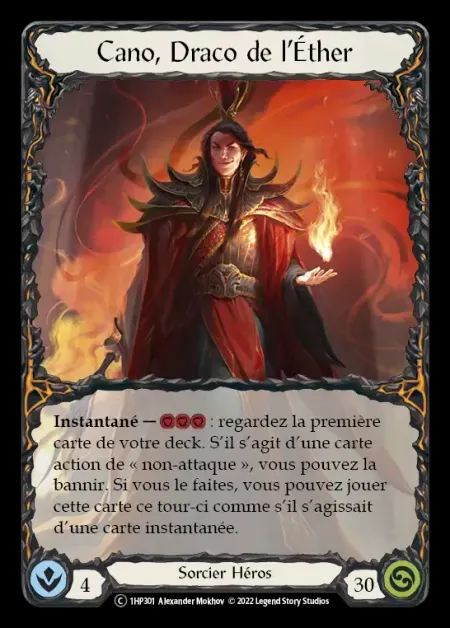 Cano, Draco de l'Éther
Instantané — : regardez la première
carte de votre deck. S'il s'agit d'une carte
action de « non-attaque », vous pouvez la
bannir. Si vous le faites, vous pouvez jouer
cette carte ce tour-ci comme s'il s'agissait
d'une carte instantanée.
4
Sorcier Héros
30
C 1HP301 Alexander Mokhov © 2022 Legend Story Studios